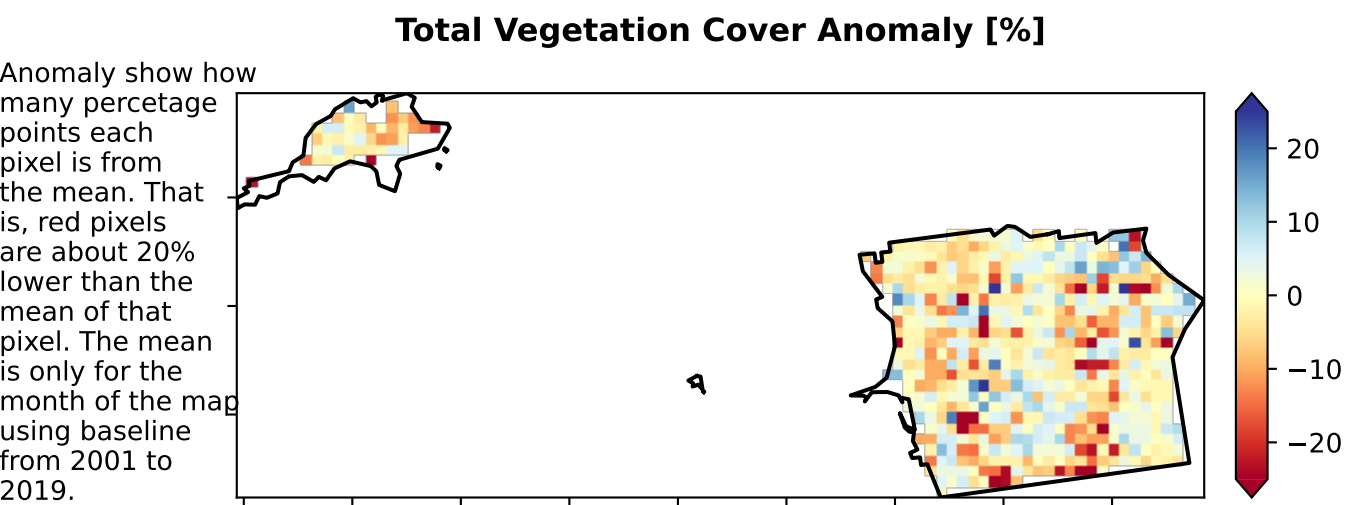 Total Vegetation Cover Anomaly [%]
Anomaly show how
many percetage
points each
pixel is from
the mean. That
is, red pixels
are about 20%
lower than the
mean of that
pixel. The mean
is only for the
month of the map
using baseline
from 2001 to
2019.
20
10
0
−10
−20